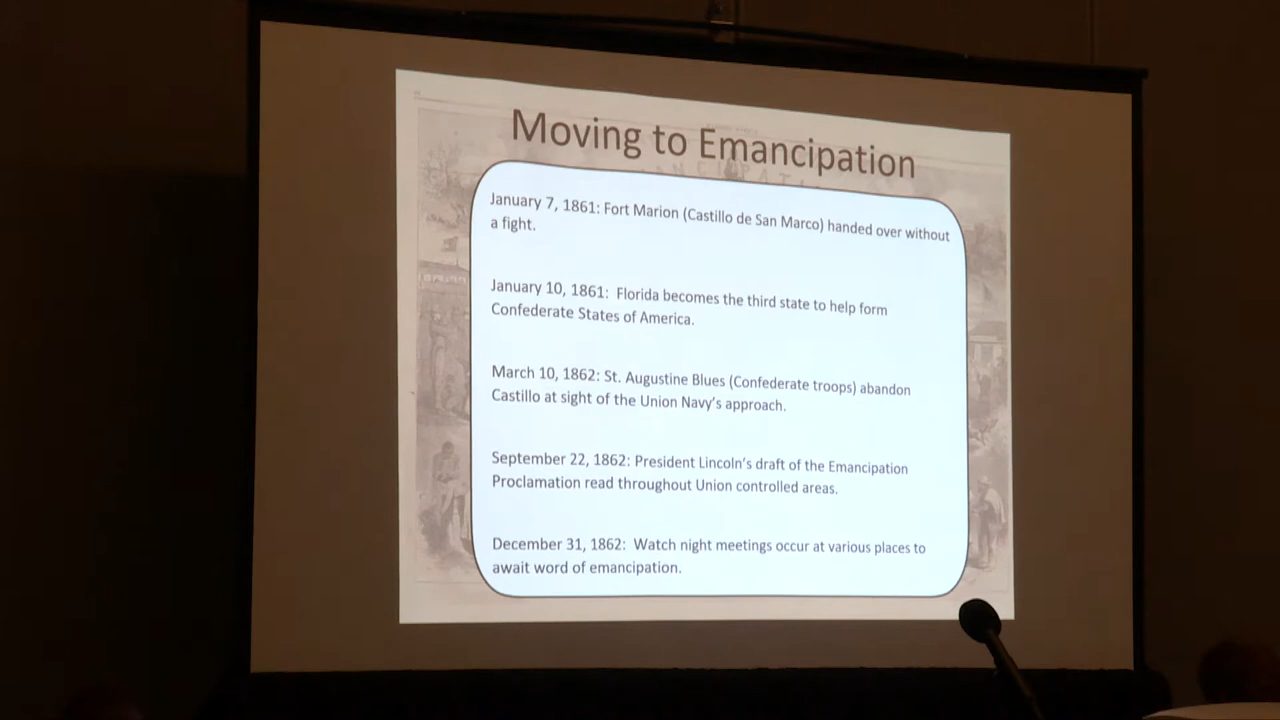 Moving to Emancipation
January 7, 1861: Fort Marion (Castillo de San Marco) handed over without
a fight.
January 10, 1861: Florida becomes the third state to help form
Confederate States of America.
March 10, 1862: St. Augustine Blues (Confederate troops) abandon
Castillo at sight of the Union Navy's approach.
September 22, 1862: President Lincoln's draft of the Emancipation
Proclamation read throughout Union controlled areas.
December 31, 1862: Watch night meetings occur at various places to
await word of emancipation.